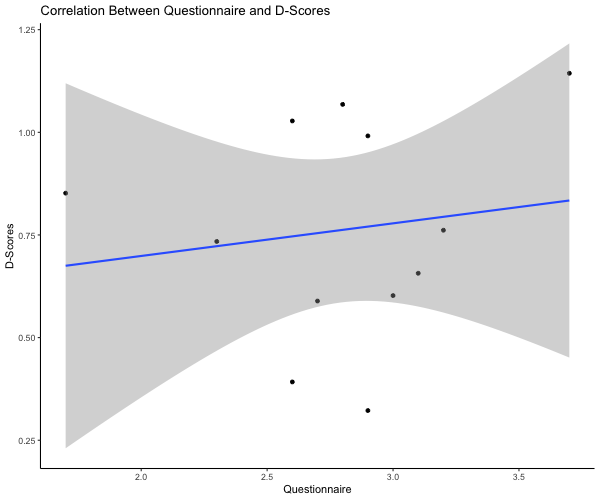 Correlation Between Questionnaire and D-Scores
1.25
1.00
0.75
0.50
0.25
D-Scores
2.0 2.5 3.0 3.5
Questionnaire